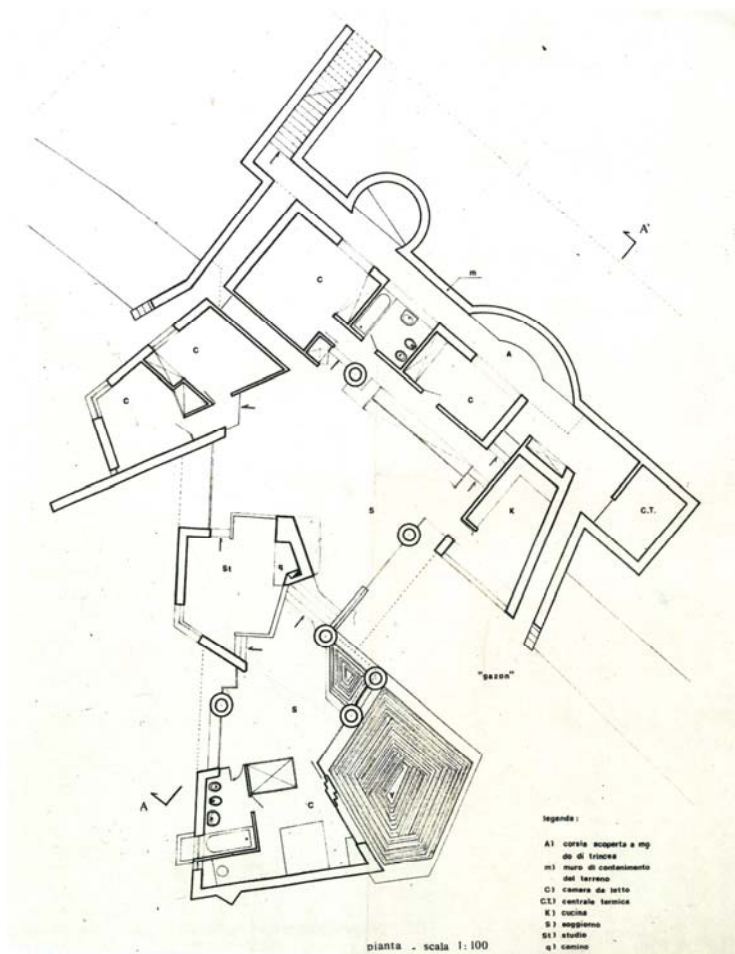 A'
m
C
C
A
C
C
S
K
C.T.
St
q
"gazon"
S
A
C
legenda :
A) corsia scoperta a mo
do di trincea
m) muro di contenimento
del terreno
C) camera da letto
C.T.) centrale termica
K) cucina
S) soggiorno
St) studio
q) camino
pianta - scala 1:100